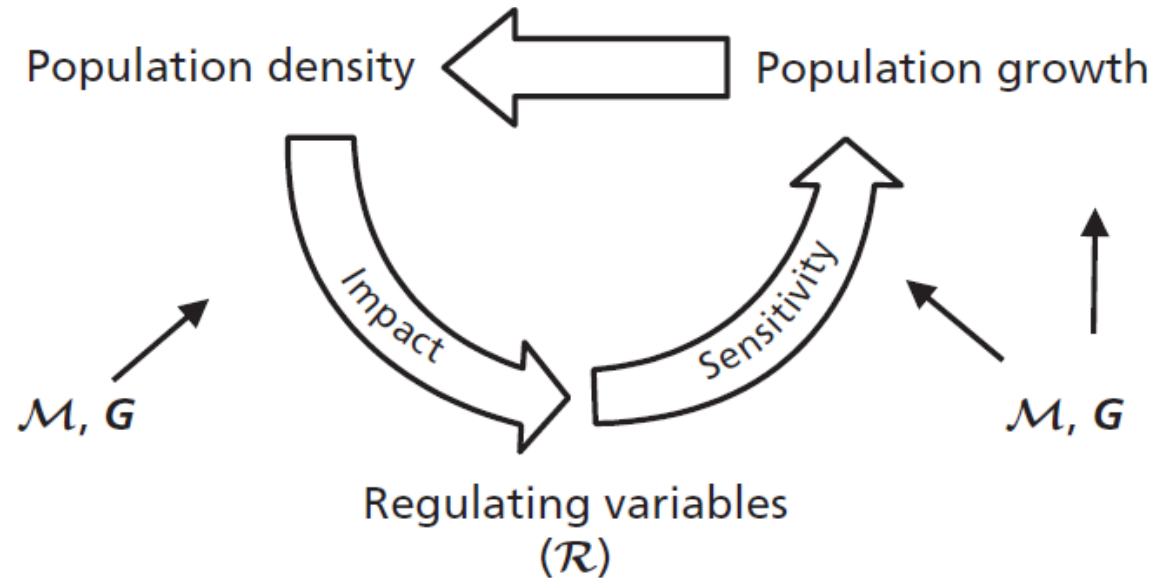 Population density
Population growth
Impact
Sensitivity
ℳ, G
ℳ, G
Regulating variables
(ℛ)